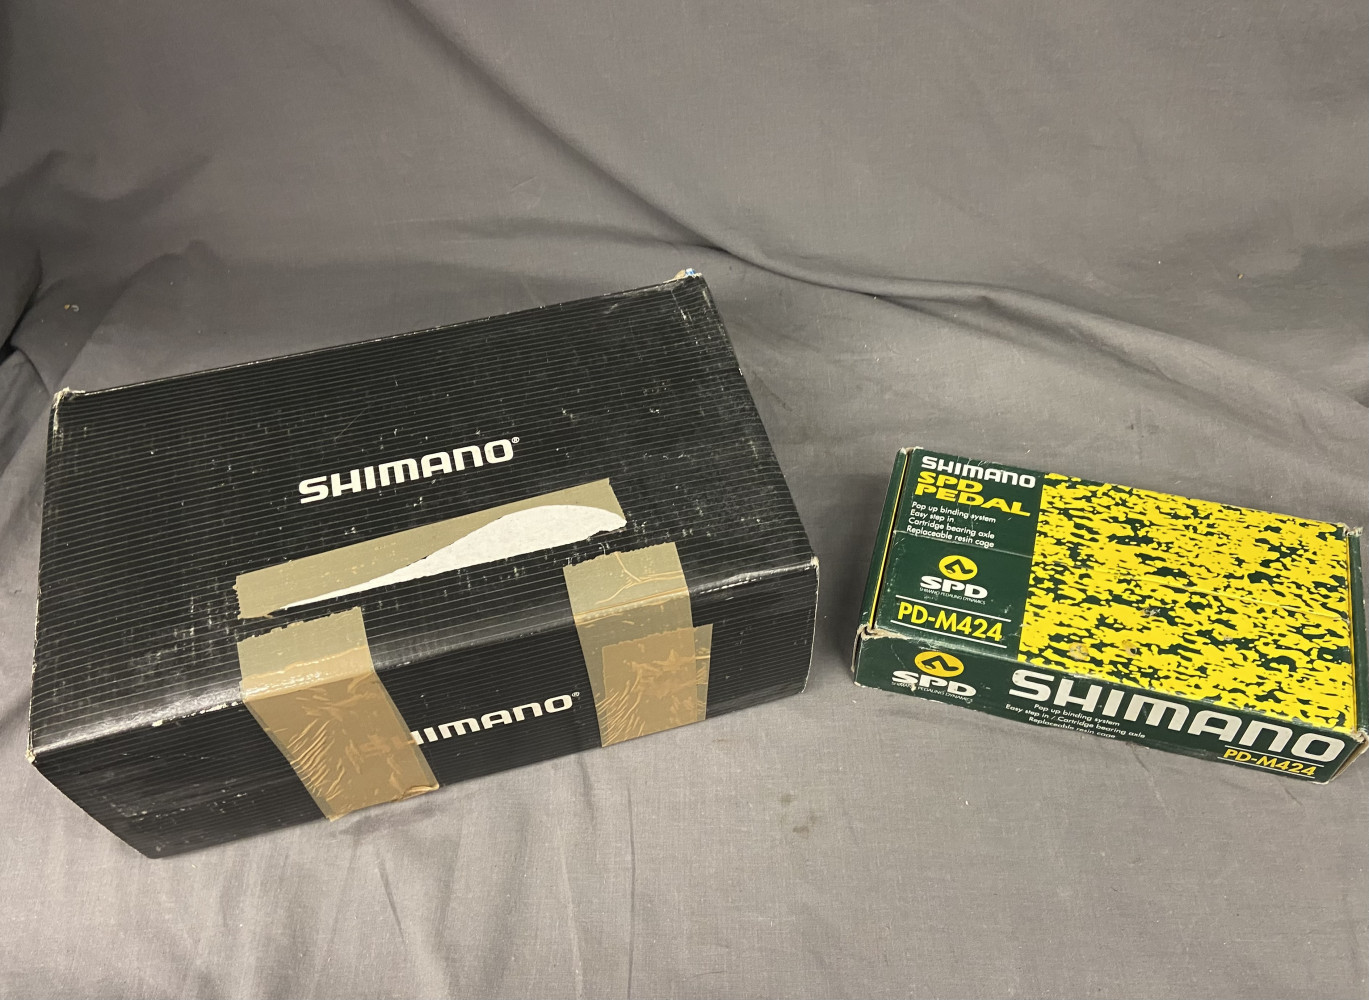 SHIMANO®
IMANO®
SHIMANO
SPD
PEDAL
Pop up binding system
Easy step in
Cartridge bearing axle
Replaceable resin cage
SPD
SHIMANO PEDALING DYNAMICS
PD-M424
SPD
SHIMANO PEDALING DYNAMICS
SHIMANO
Pop up binding system
Easy step in / Cartridge bearing axle
Replaceable resin cage
PD-M424